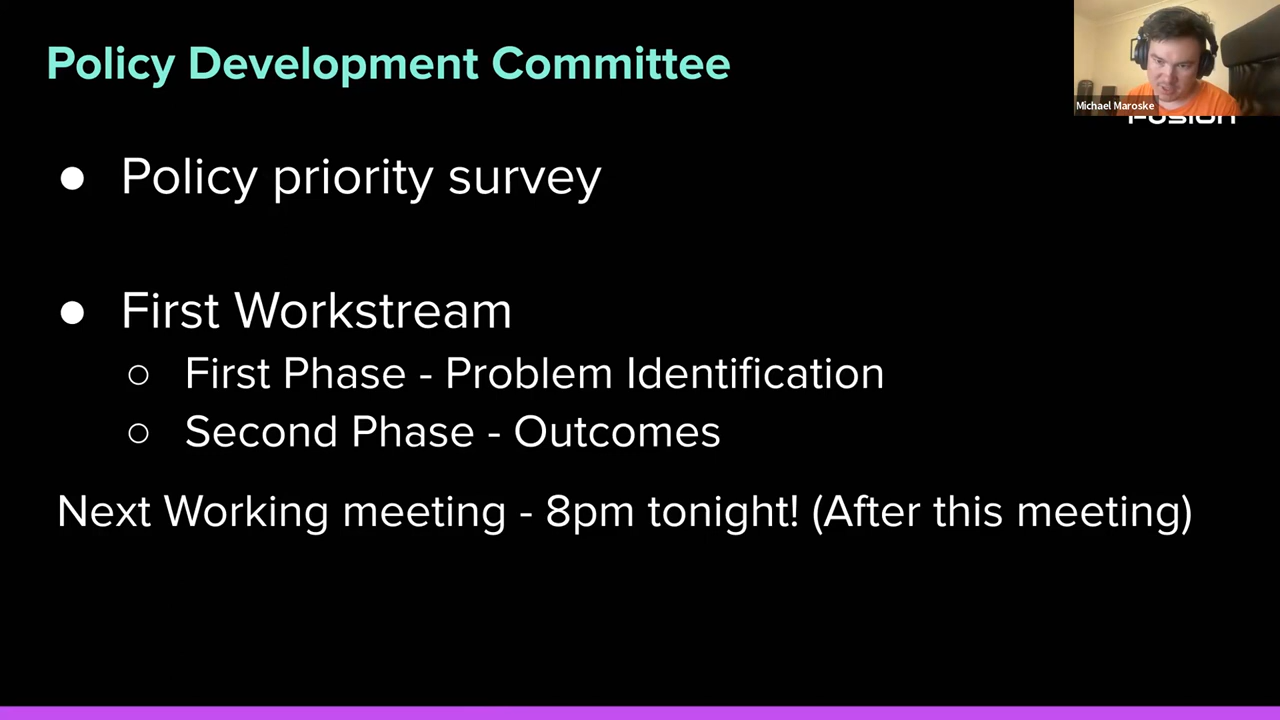 Policy Development Committee
Michael Maroske
Fusion
● Policy priority survey
● First Workstream
○ First Phase - Problem Identification
○ Second Phase - Outcomes
Next Working meeting - 8pm tonight! (After this meeting)